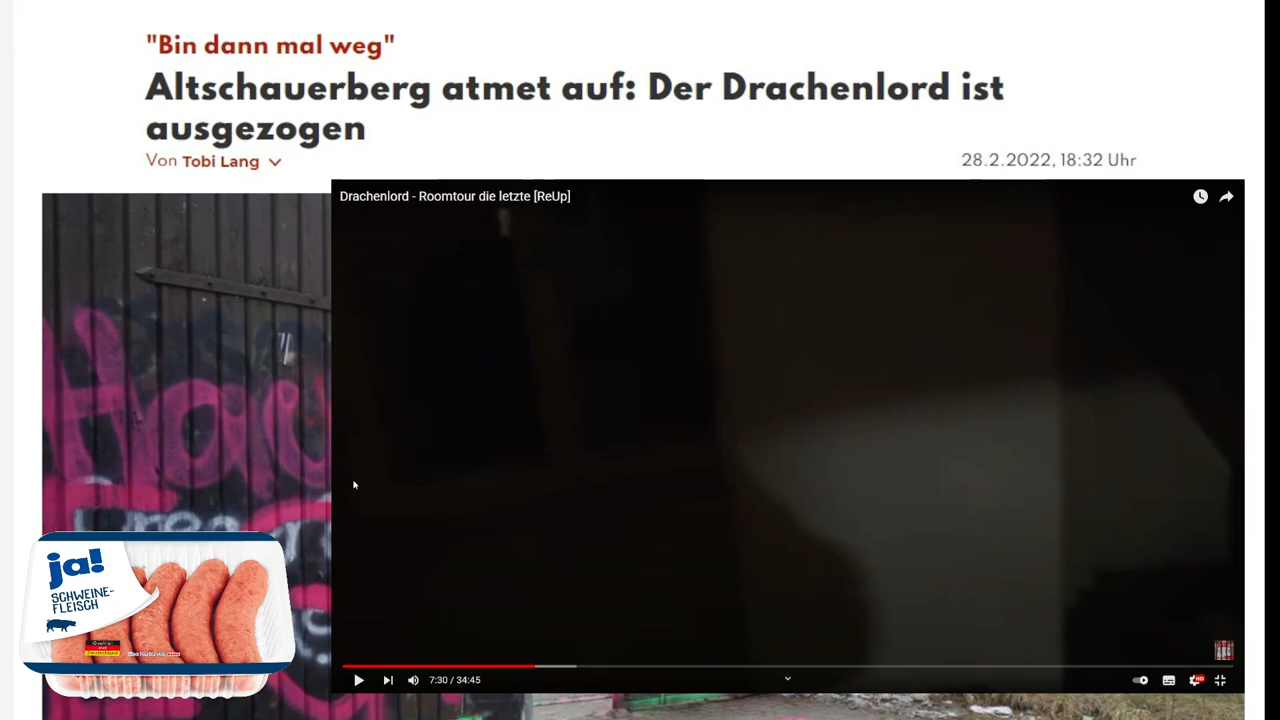 "Bin dann mal weg"
Altschauerberg atmet auf: Der Drachenlord ist
ausgezogen
Von Tobi Lang
28.2.2022, 18:32 Uhr
Drachenlord - Roomtour die letzte [ReUp]
ja!
SCHWEINE-
FLEISCH
7:30 / 34:45
HD